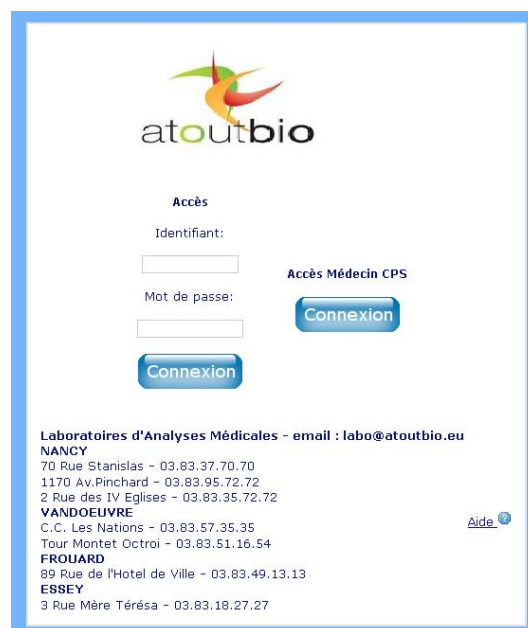 atoutbio
Accès
Identifiant:
Mot de passe:
Connexion
Accès Médecin CPS
Connexion
Laboratoires d'Analyses Médicales - email : labo@atoutbio.eu
NANCY
70 Rue Stanislas - 03.83.37.70.70
1170 Av.Pinchard - 03.83.95.72.72
2 Rue des IV Eglises - 03.83.35.72.72
VANDOEUVRE
C.C. Les Nations - 03.83.57.35.35
Tour Montet Octroi - 03.83.51.16.54
FROUARD
89 Rue de l'Hotel de Ville - 03.83.49.13.13
ESSEY
3 Rue Mère Térésa - 03.83.18.27.27
Aide ?